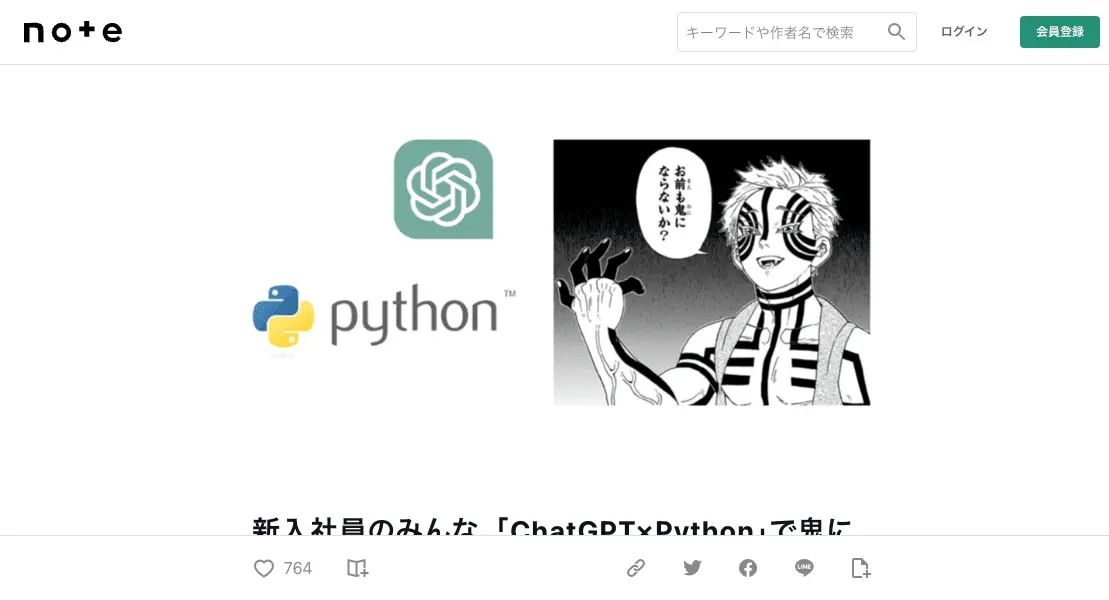 note
キーワードや作者名で検索
ログイン
会員登録
お前も鬼に
ならないか？
python™
新入社員のみんな、「ChatGPT×Python」で鬼に
764
LINE